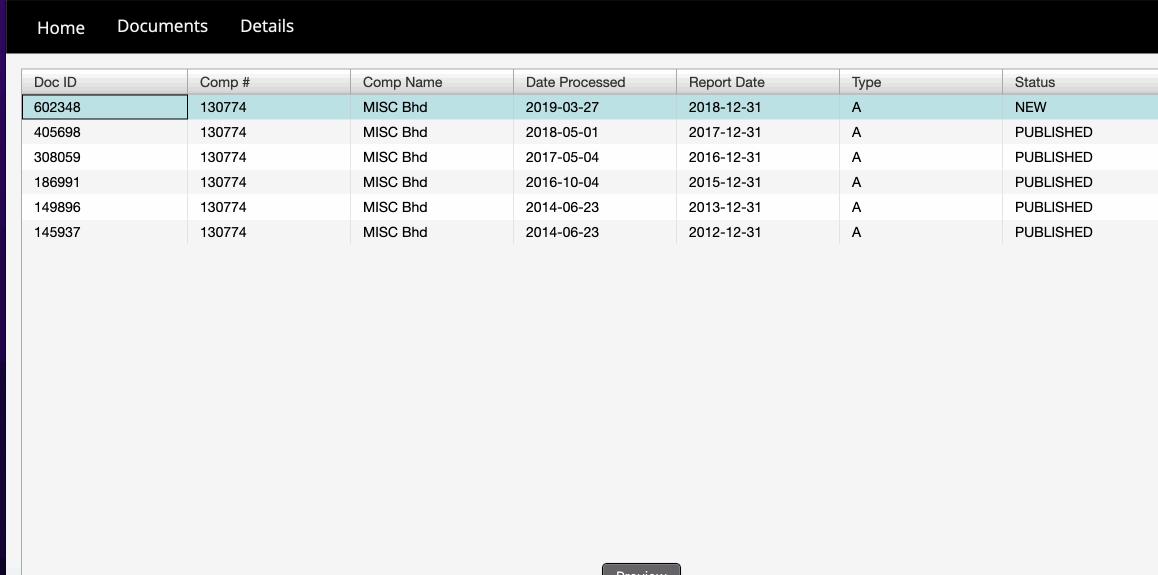 Home Documents Details
Doc ID Comp # Comp Name Date Processed Report Date Type Status
602348 130774 MISC Bhd 2019-03-27 2018-12-31 A NEW
405698 130774 MISC Bhd 2018-05-01 2017-12-31 A PUBLISHED
308059 130774 MISC Bhd 2017-05-04 2016-12-31 A PUBLISHED
186991 130774 MISC Bhd 2016-10-04 2015-12-31 A PUBLISHED
149896 130774 MISC Bhd 2014-06-23 2013-12-31 A PUBLISHED
145937 130774 MISC Bhd 2014-06-23 2012-12-31 A PUBLISHED
Preview